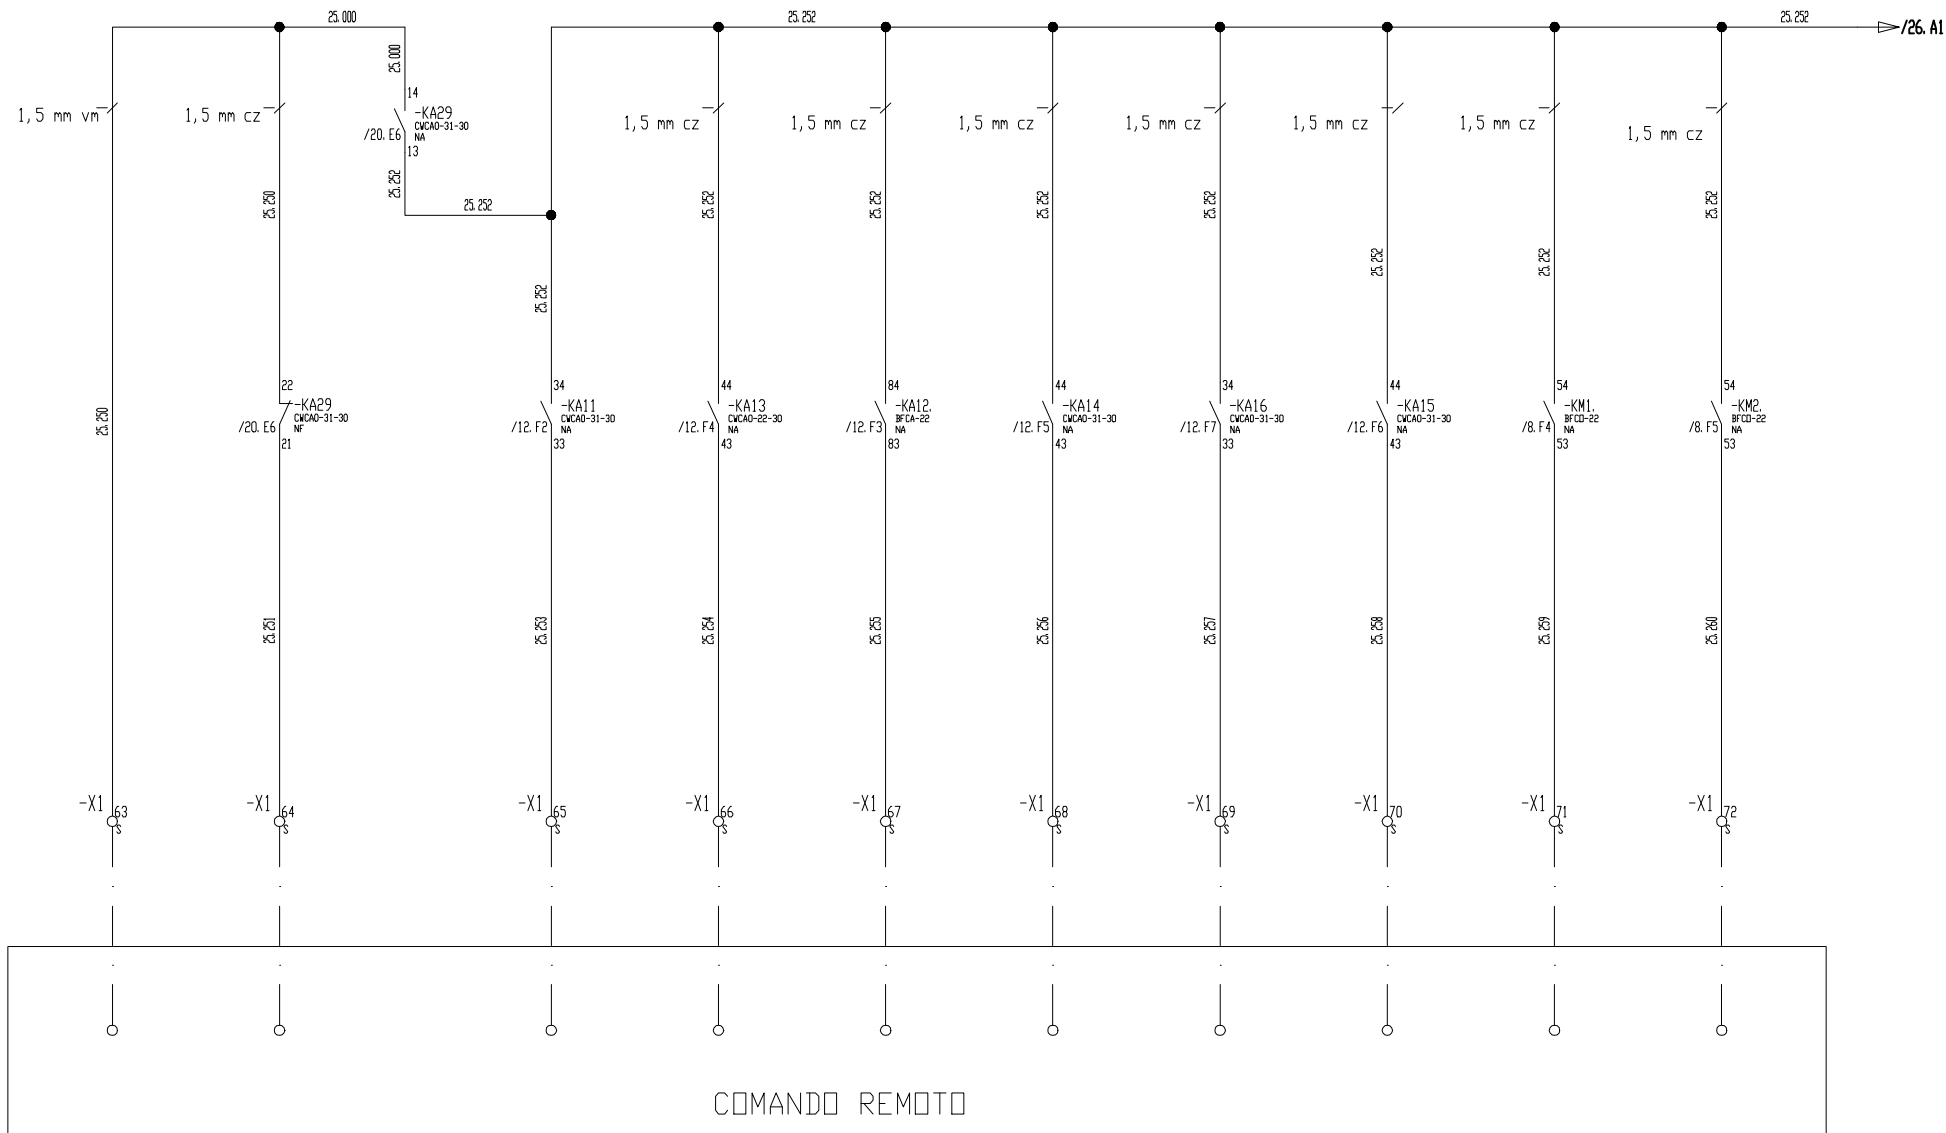 25.000
25.252
25.252
/26.A1
25.000
14
-KA29
CWCA0-31-30
NA
/20.E6
13
25.252
25.252
1,5 mm vm
1,5 mm cz
1,5 mm cz
1,5 mm cz
1,5 mm cz
1,5 mm cz
1,5 mm cz
1,5 mm cz
1,5 mm cz
25.250
25.252
25.252
25.252
25.252
25.252
25.252
25.252
25.252
25.250
22
-KA29
CWCA0-31-30
NF
/20.E6
21
34
-KA11
CWCA0-31-30
NA
/12.F2
33
44
-KA13
CWCA0-22-30
NA
/12.F4
43
84
-KA12.
BFCA-22
NA
/12.F3
83
44
-KA14
CWCA0-31-30
NA
/12.F5
43
34
-KA16
CWCA0-31-30
NA
/12.F7
33
44
-KA15
CWCA0-31-30
NA
/12.F6
43
54
-KM1.
BFC0-22
NA
/8.F4
53
54
-KM2.
BFC0-22
NA
/8.F5
53
25.251
25.253
25.254
25.255
25.256
25.257
25.258
25.259
25.260
-X1 63
S
-X1 64
S
-X1 65
S
-X1 66
S
-X1 67
S
-X1 68
S
-X1 69
S
-X1 70
S
-X1 71
S
-X1 72
S
COMANDO REMOTO